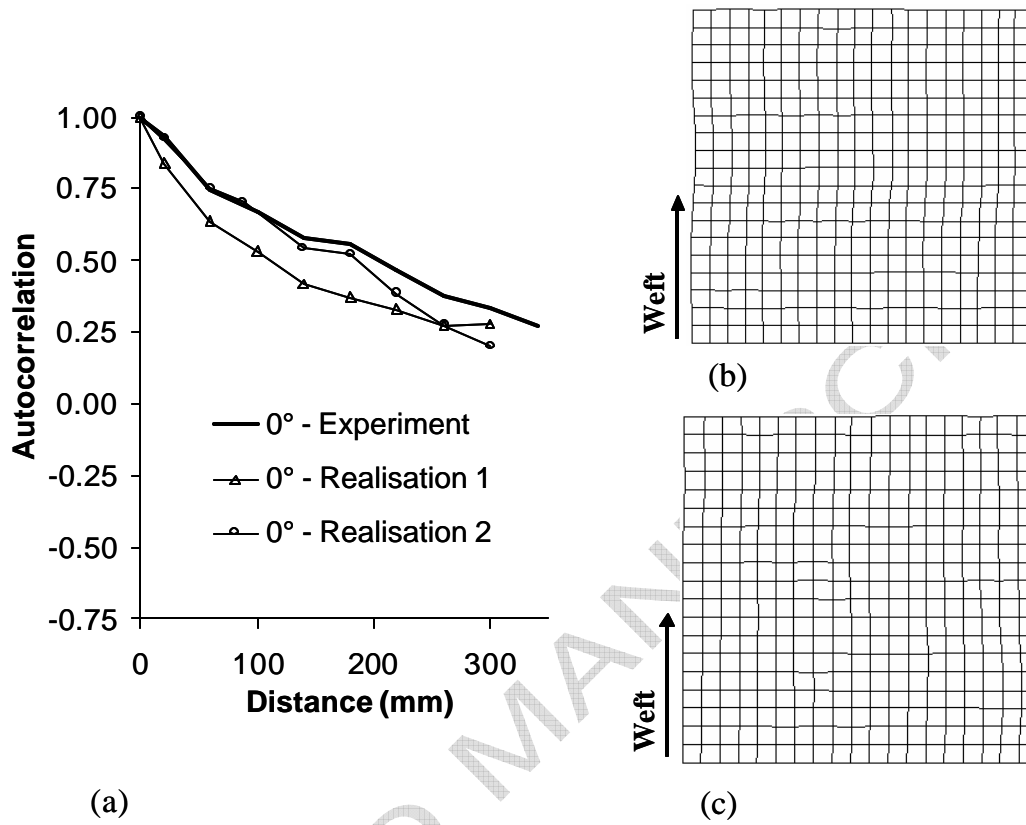 1.00
0.75
0.50
0.25
0.00
-0.25
-0.50
-0.75
Autocorrelation
0° - Experiment
0° - Realisation 1
0° - Realisation 2
0 100 200 300
Distance (mm)
(a)
Weft
(b)
Weft
(c)